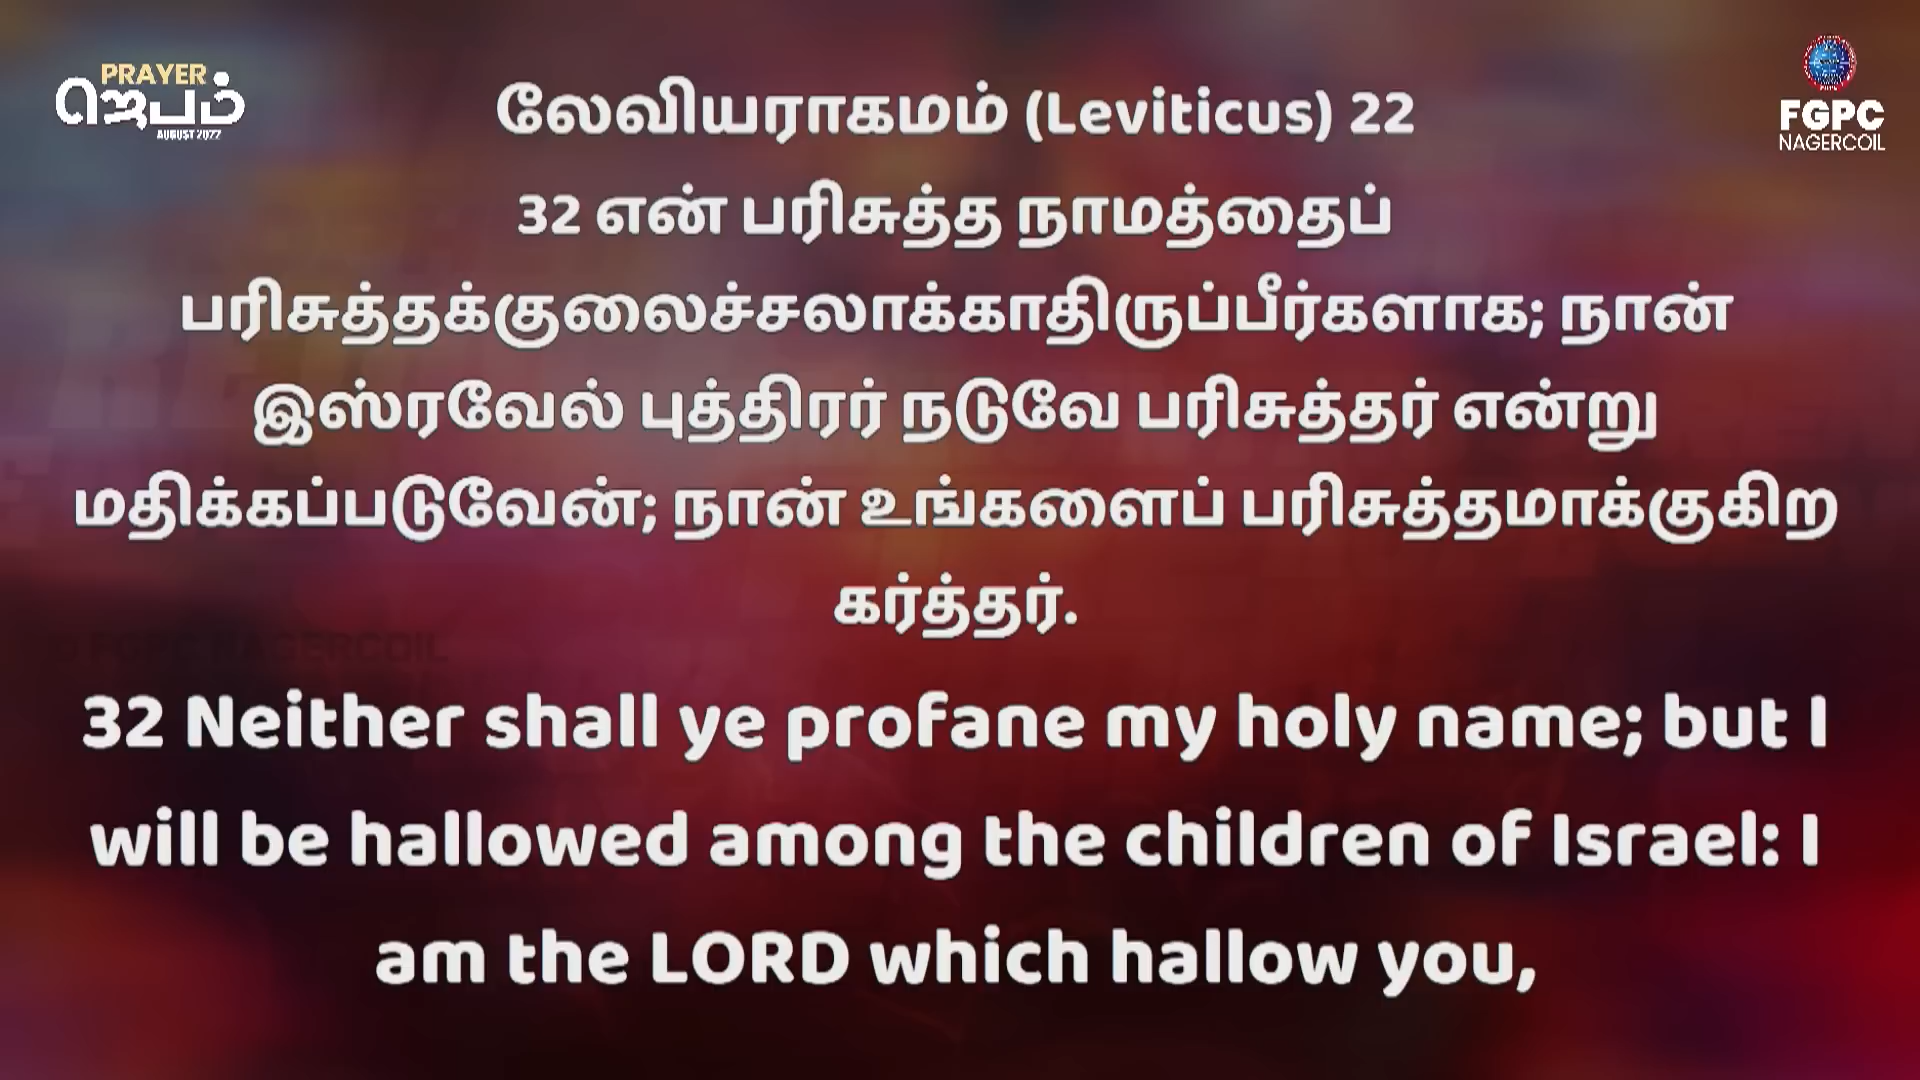 PRAYER
ஜெபம்
AUGUST 2022
FGPC
NAGERCOIL
லேவியராகமம் (Leviticus) 22
32 என் பரிசுத்த நாமத்தைப்
பரிசுத்தக்குலைச்சலாக்காதிருப்பீர்களாக; நான்
இஸ்ரவேல் புத்திரர் நடுவே பரிசுத்தர் என்று
மதிக்கப்படுவேன்; நான் உங்களைப் பரிசுத்தமாக்குகிற
கர்த்தர்.
© FGPC NAGERCOIL
32 Neither shall ye profane my holy name; but I
will be hallowed among the children of Israel: I
am the LORD which hallow you,